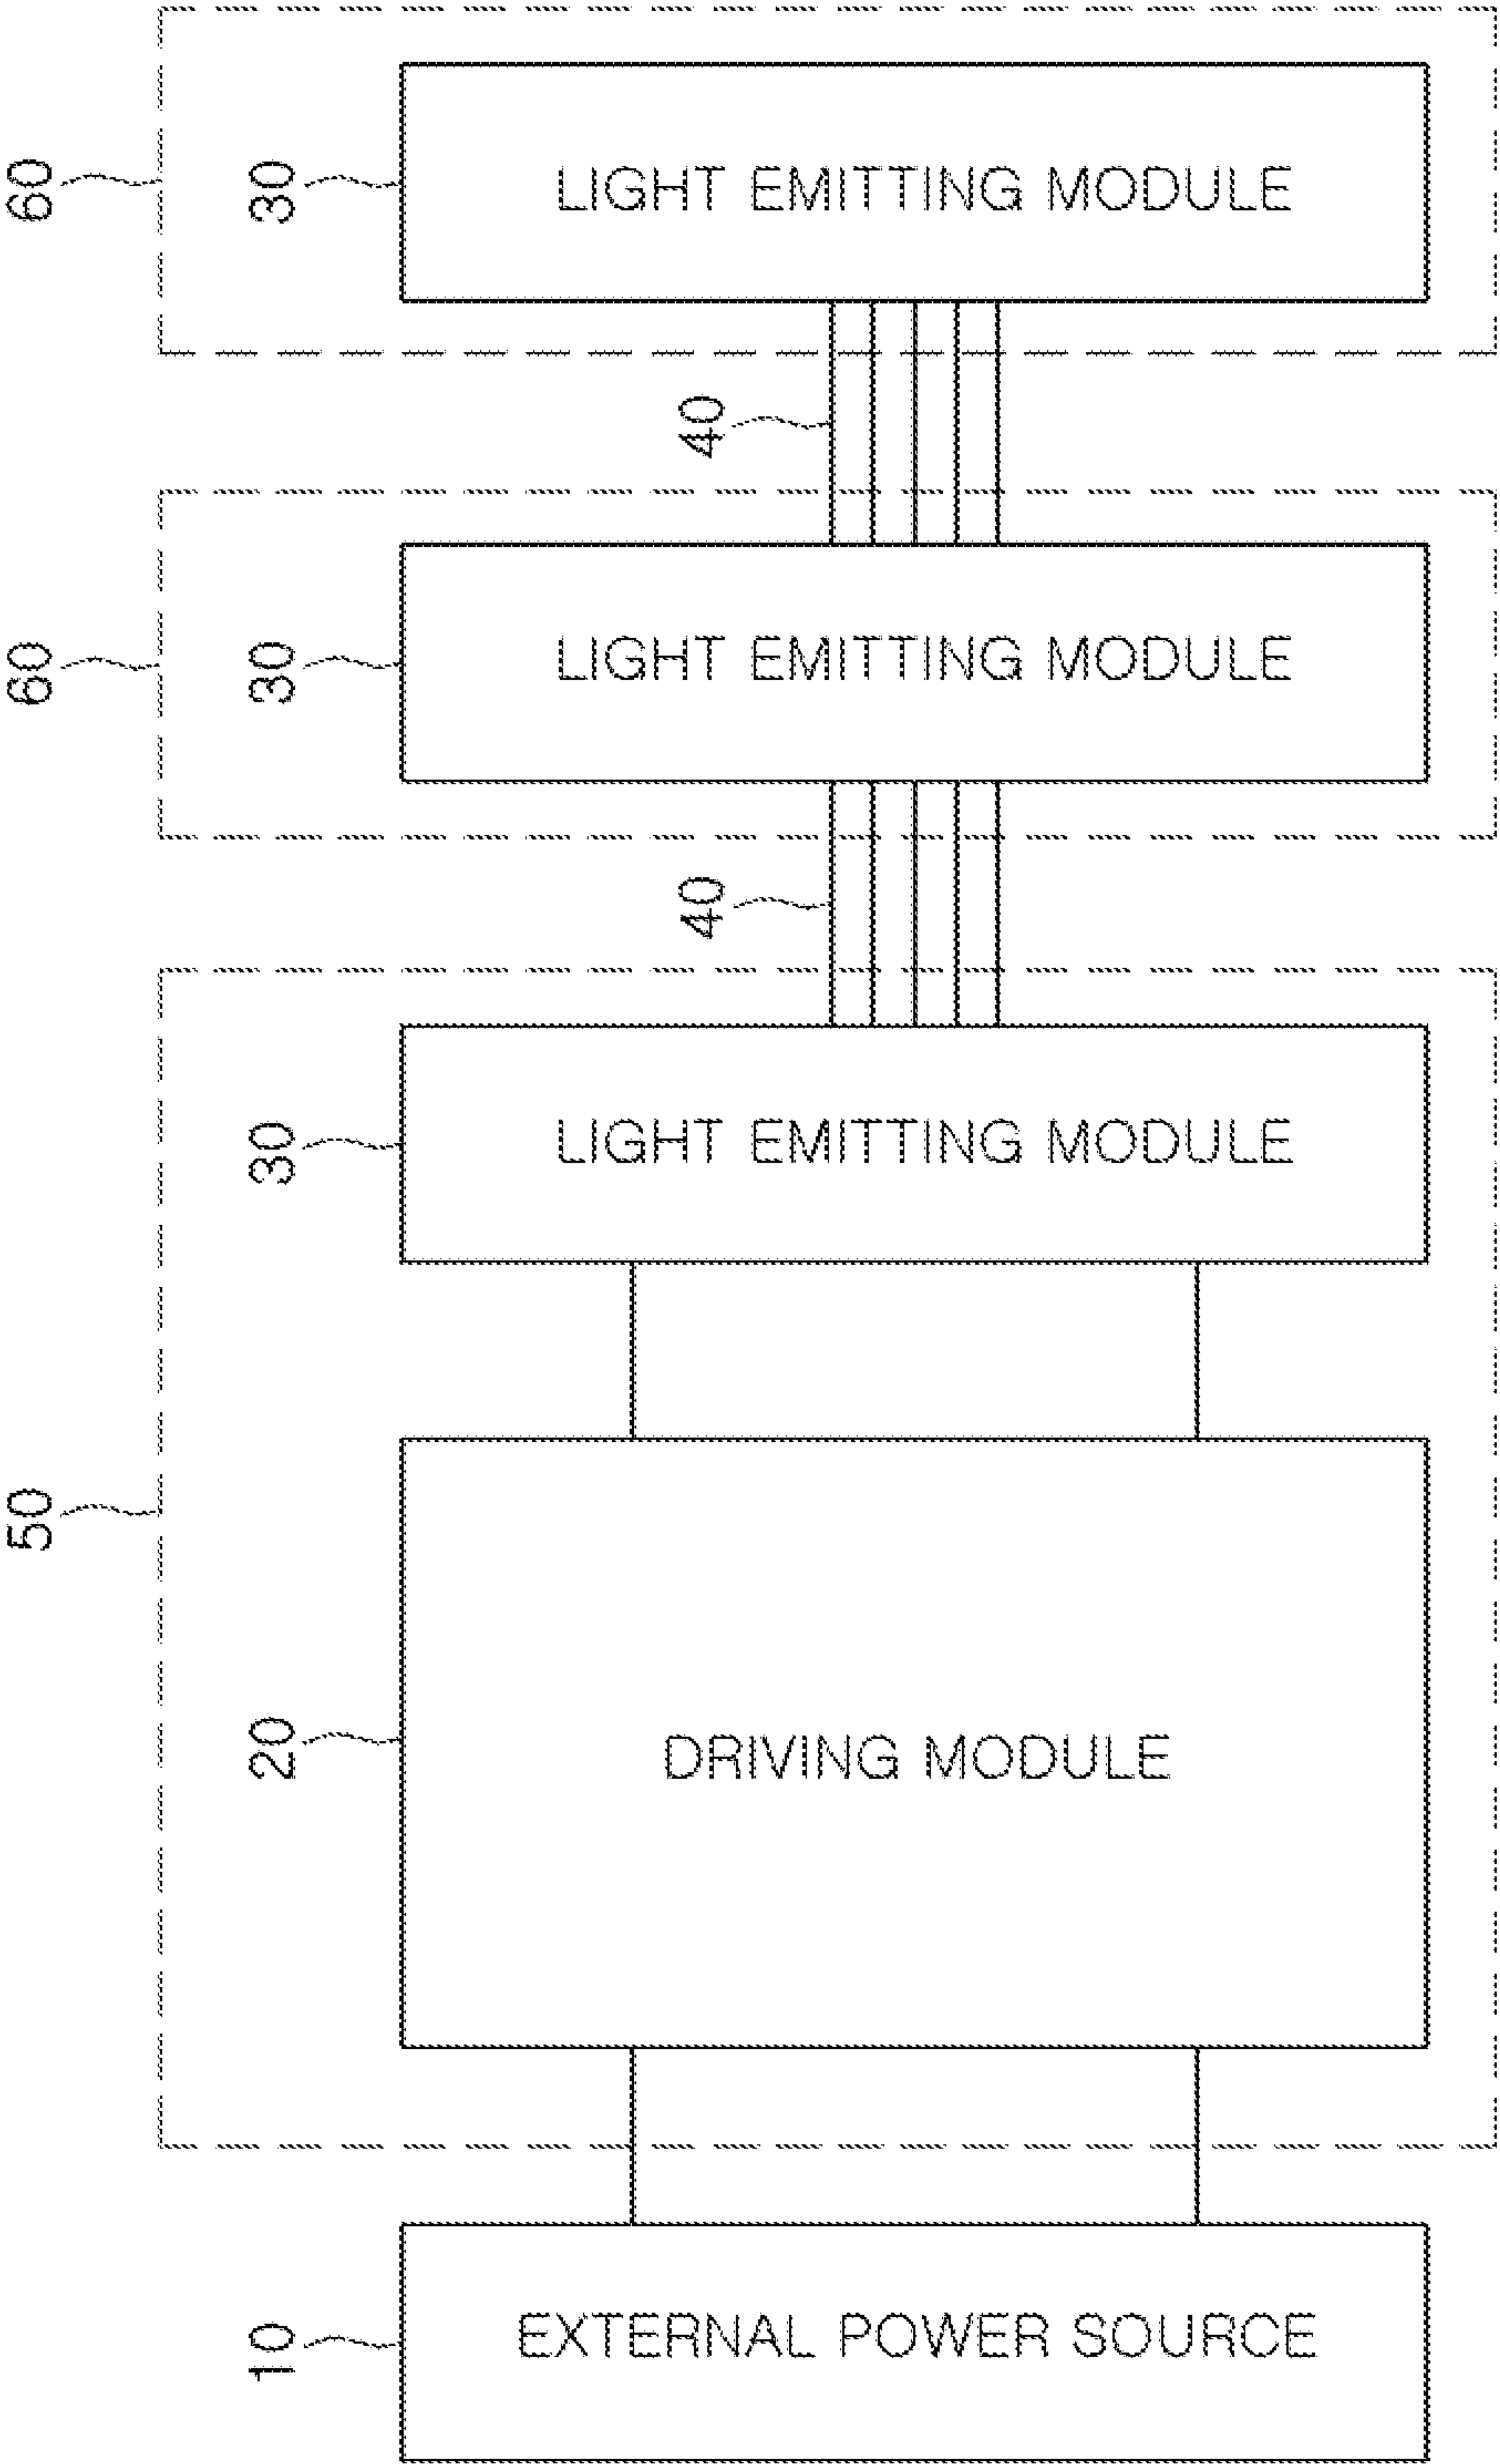 60
30
LIGHT EMITTING MODULE
40
60
30
LIGHT EMITTING MODULE
40
30
LIGHT EMITTING MODULE
50
20
DRIVING MODULE
10
EXTERNAL POWER SOURCE